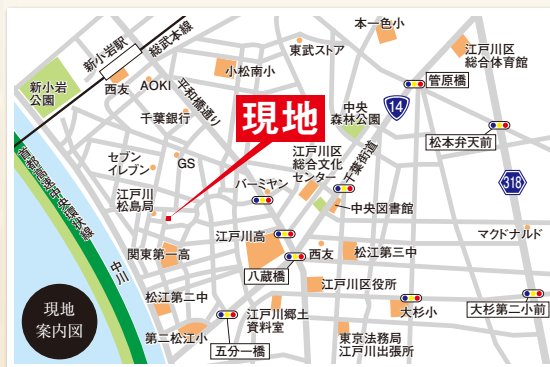 本一色小
東武ストア
江戸川区
総合体育館
新小岩駅
総武本線
小松南小
菅原橋
新小岩
公園
西友
AOKI
平和橋通り
千葉銀行
現地
中央
森林公園
14
松本弁天前
首都高速中央環状線
セブン
イレブン
GS
江戸川区
総合文化
センター
千葉街道
バーミヤン
318
江戸川
松島局
中央図書館
江戸川高
マクドナルド
関東第一高
西友
松江第三中
中川
八蔵橋
江戸川区役所
現地
案内図
松江第二中
江戸川郷土
資料室
大杉小
大杉第二小前
第二松江小
五分一橋
東京法務局
江戸川出張所